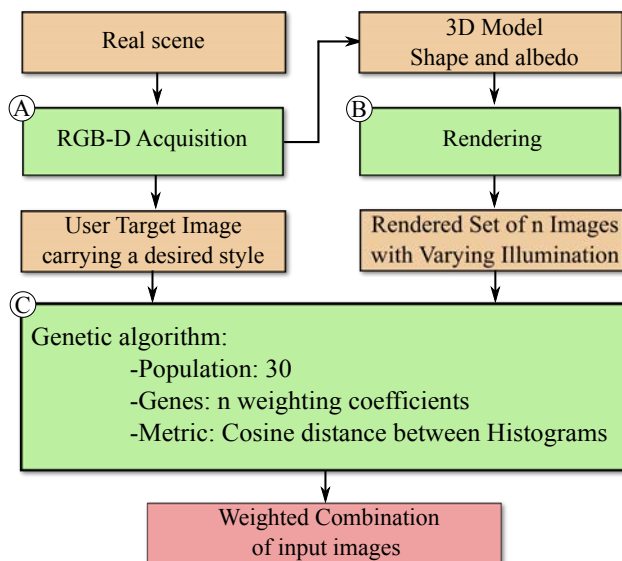 Real scene
3D Model
Shape and albedo
A
RGB-D Acquisition
B
Rendering
User Target Image
carrying a desired style
Rendered Set of n Images
with Varying Illumination
C
Genetic algorithm:
-Population: 30
-Genes: n weighting coefficients
-Metric: Cosine distance between Histograms
Weighted Combination
of input images